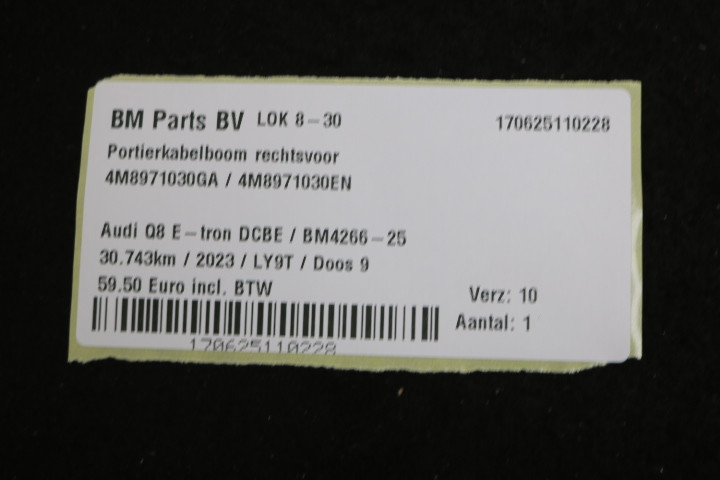 BM Parts BV LOK 8-30 170625110228
Portierkabelboom rechtsvoor
4M8971030GA / 4M8971030EN
Audi Q8 E-tron DCBE / BM4266-25
30.743km / 2023 / LY9T / Doos 9
59.50 Euro incl. BTW
Verz: 10
Aantal: 1
170625110228